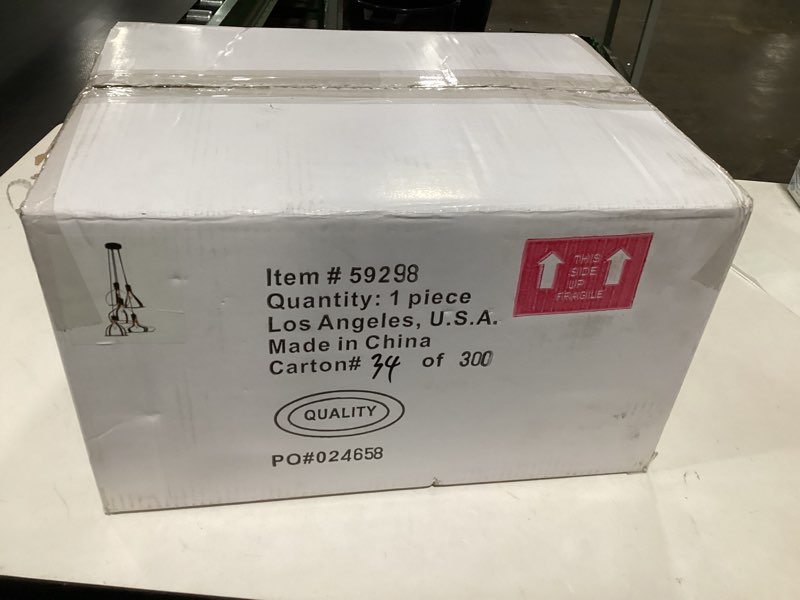 Item # 59298
Quantity: 1 piece
Los Angeles, U.S.A.
Made in China
Carton# 34 of 300
QUALITY
PO#024658
THIS
SIDE
UP
FRAGILE